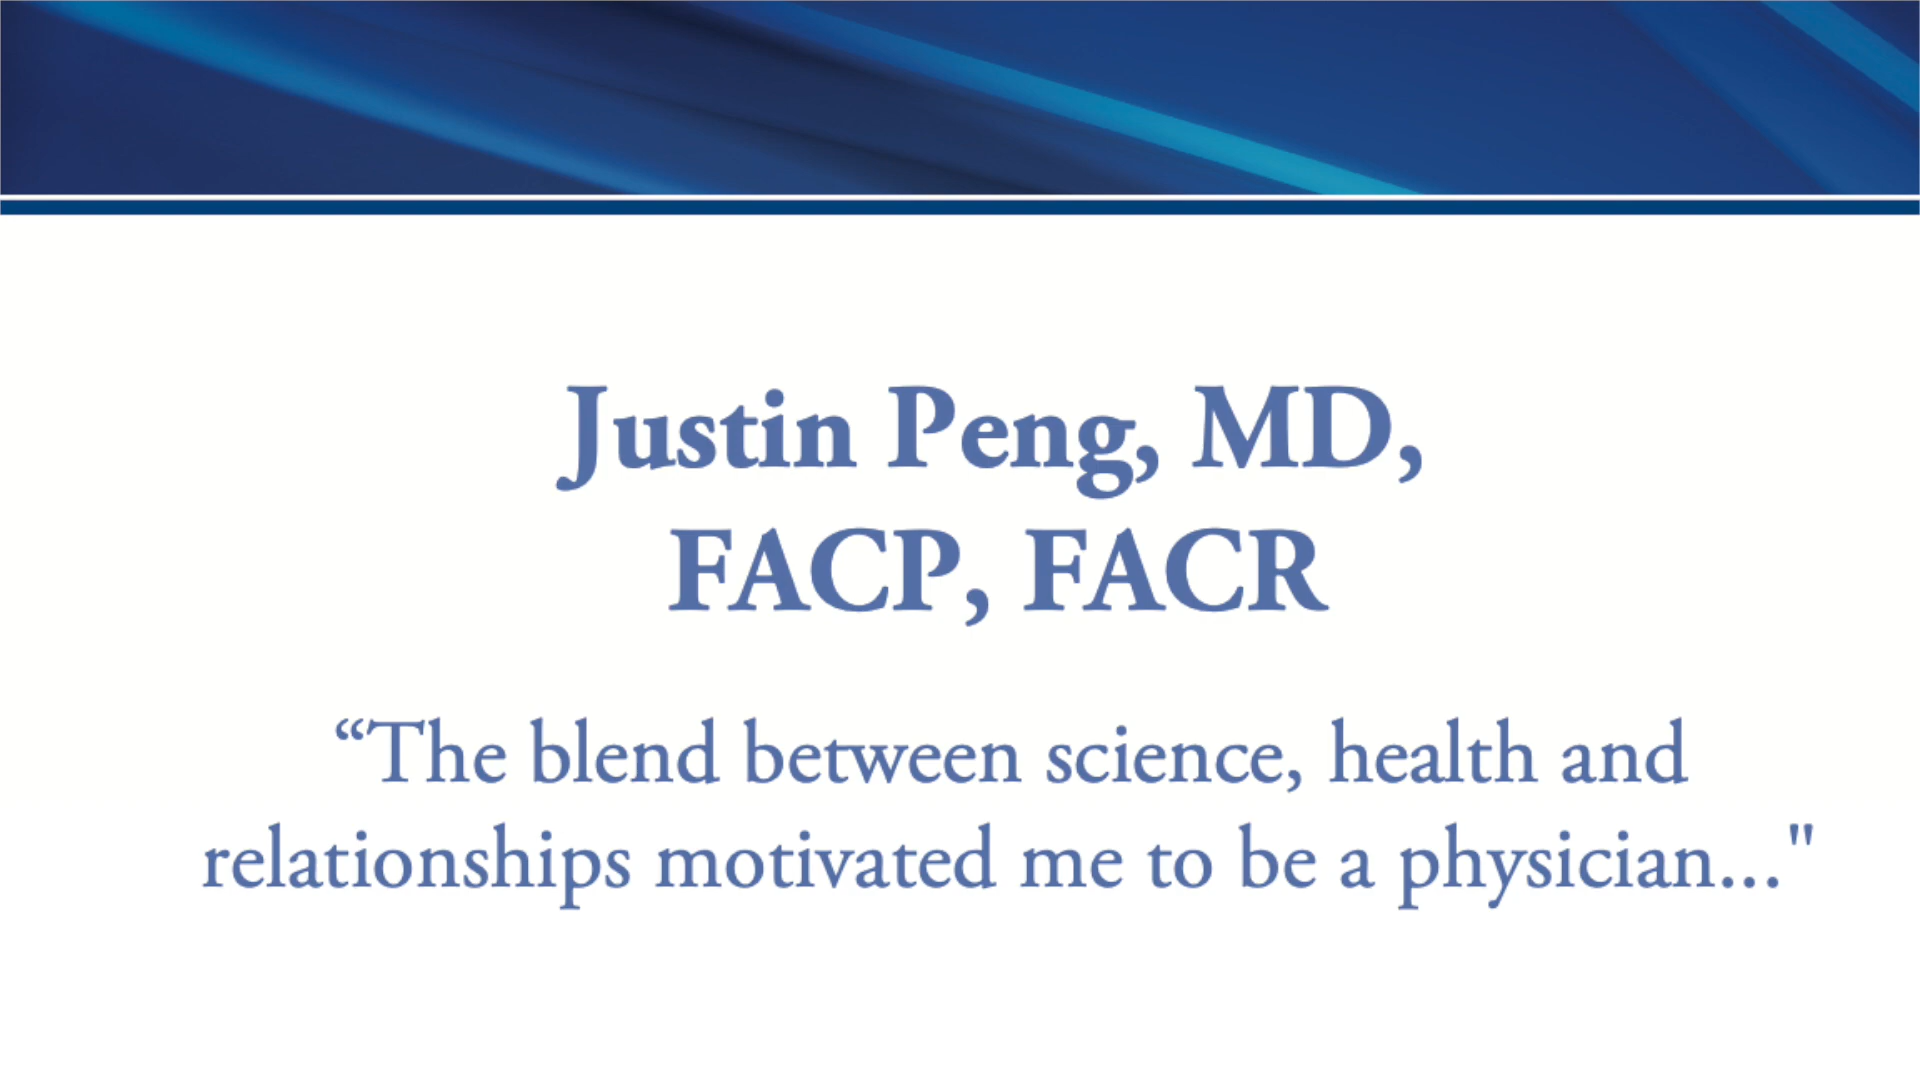 Justin Peng, MD,
FACP, FACR
“The blend between science, health and
relationships motivated me to be a physician..."